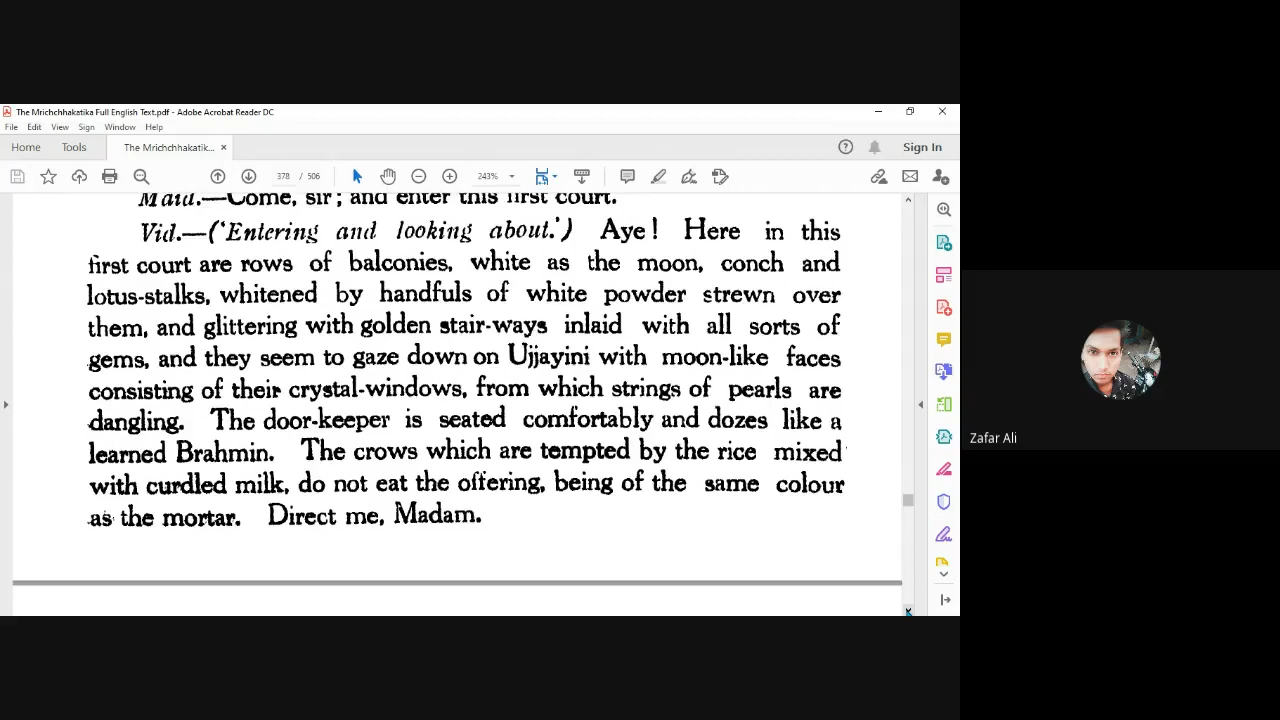 The Mrichchhakatika Full English Text.pdf - Adobe Acrobat Reader DC
File Edit View Sign Window Help
Home Tools The Mrichchhakatik... × Sign In
378 / 506 243%
Maid.—Come, sir; and enter this first court.
Vid.—('Entering and looking about.') Aye! Here in this
first court are rows of balconies, white as the moon, conch and
lotus-stalks, whitened by handfuls of white powder strewn over
them, and glittering with golden stair-ways inlaid with all sorts of
gems, and they seem to gaze down on Ujjayini with moon-like faces
consisting of their crystal-windows, from which strings of pearls are
dangling. The door-keeper is seated comfortably and dozes like a
learned Brahmin. The crows which are tempted by the rice mixed
with curdled milk, do not eat the offering, being of the same colour
as the mortar. Direct me, Madam.
Zafar Ali